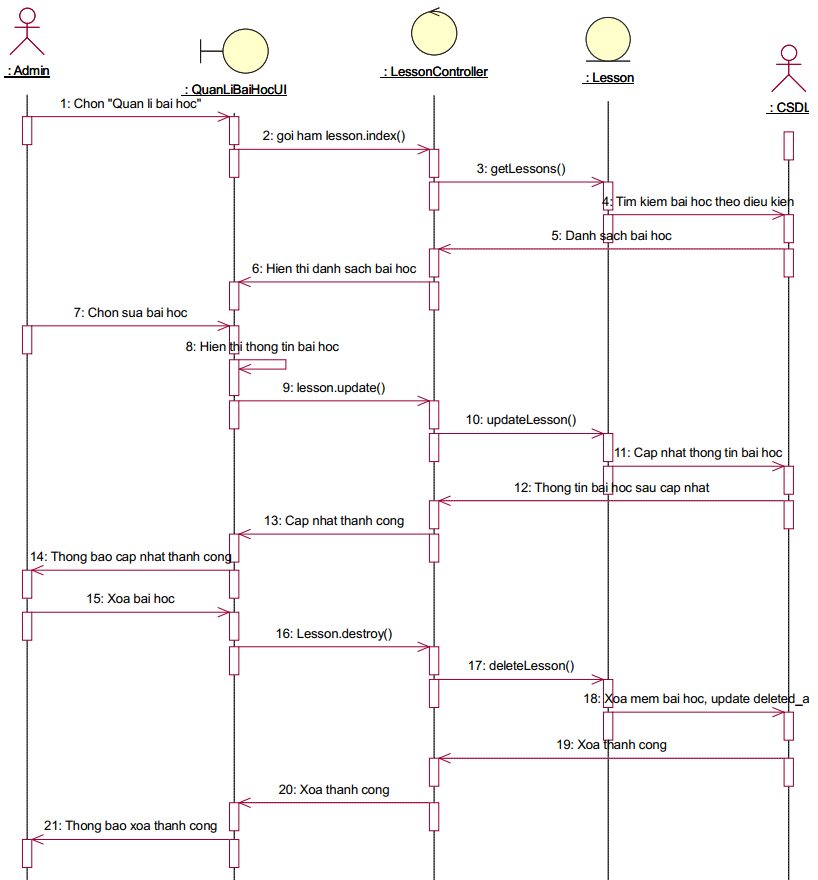 : Admin
: QuanLiBaiHocUI
: LessonController
: Lesson
: CSDL
1: Chon "Quan li bai hoc"
2: goi ham lesson.index()
3: getLessons()
4: Tim kiem bai hoc theo dieu kien
5: Danh sach bai hoc
6: Hien thi danh sach bai hoc
7: Chon sua bai hoc
8: Hien thi thong tin bai hoc
9: lesson.update()
10: updateLesson()
11: Cap nhat thong tin bai hoc
12: Thong tin bai hoc sau cap nhat
13: Cap nhat thanh cong
14: Thong bao cap nhat thanh cong
15: Xoa bai hoc
16: Lesson.destroy()
17: deleteLesson()
18: Xoa mem bai hoc, update deleted_a
19: Xoa thanh cong
20: Xoa thanh cong
21: Thong bao xoa thanh cong